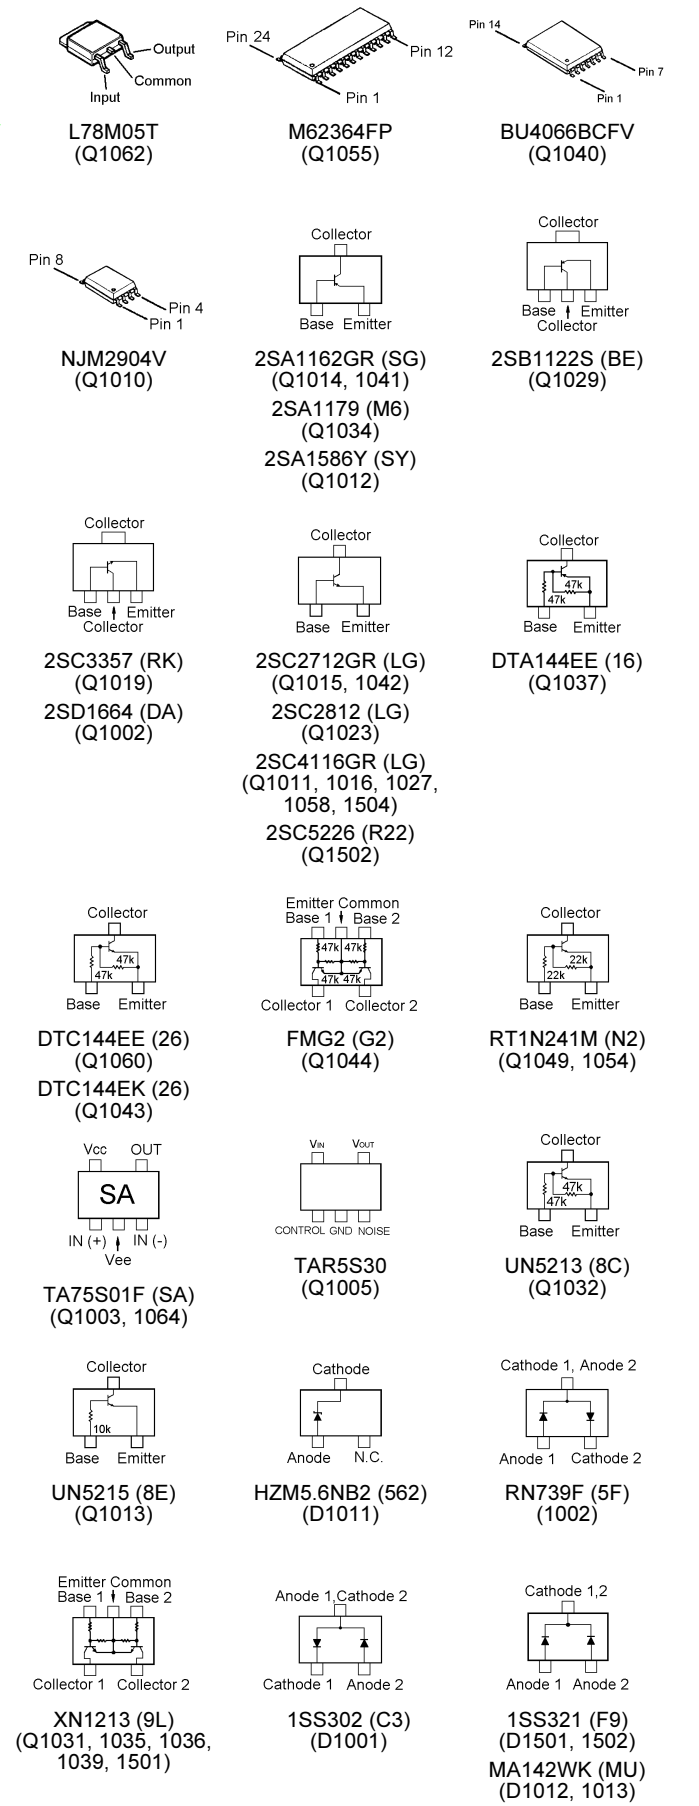 Output
Common
Input
L78M05T
(Q1062)
Pin 24
Pin 12
Pin 1
M62364FP
(Q1055)
Pin 14
Pin 7
Pin 1
BU4066BCFV
(Q1040)
Pin 8
Pin 4
Pin 1
NJM2904V
(Q1010)
Collector
Base Emitter
2SA1162GR (SG)
(Q1014, 1041)
2SA1179 (M6)
(Q1034)
2SA1586Y (SY)
(Q1012)
Collector
Base Emitter
Collector
2SB1122S (BE)
(Q1029)
Collector
Base Emitter
Collector
2SC3357 (RK)
(Q1019)
2SD1664 (DA)
(Q1002)
Collector
Base Emitter
2SC2712GR (LG)
(Q1015, 1042)
2SC2812 (LG)
(Q1023)
2SC4116GR (LG)
(Q1011, 1016, 1027,
1058, 1504)
2SC5226 (R22)
(Q1502)
Collector
47k
47k
Base Emitter
DTA144EE (16)
(Q1037)
Collector
47k
47k
Base Emitter
DTC144EE (26)
(Q1060)
DTC144EK (26)
(Q1043)
Emitter Common
Base 1 Base 2
47k 47k
47k 47k
Collector 1 Collector 2
FMG2 (G2)
(Q1044)
Collector
22k
22k
Base Emitter
RT1N241M (N2)
(Q1049, 1054)
Vcc OUT
SA
IN (+) IN (-)
Vee
TA75S01F (SA)
(Q1003, 1064)
VIN VOUT
CONTROL GND NOISE
TAR5S30
(Q1005)
Collector
47k
47k
Base Emitter
UN5213 (8C)
(Q1032)
Collector
10k
Base Emitter
UN5215 (8E)
(Q1013)
Cathode
Anode N.C.
HZM5.6NB2 (562)
(D1011)
Cathode 1, Anode 2
Anode 1 Cathode 2
RN739F (5F)
(1002)
Emitter Common
Base 1 Base 2
Collector 1 Collector 2
XN1213 (9L)
(Q1031, 1035, 1036,
1039, 1501)
Anode 1,Cathode 2
Cathode 1 Anode 2
1SS302 (C3)
(D1001)
Cathode 1,2
Anode 1 Anode 2
1SS321 (F9)
(D1501, 1502)
MA142WK (MU)
(D1012, 1013)